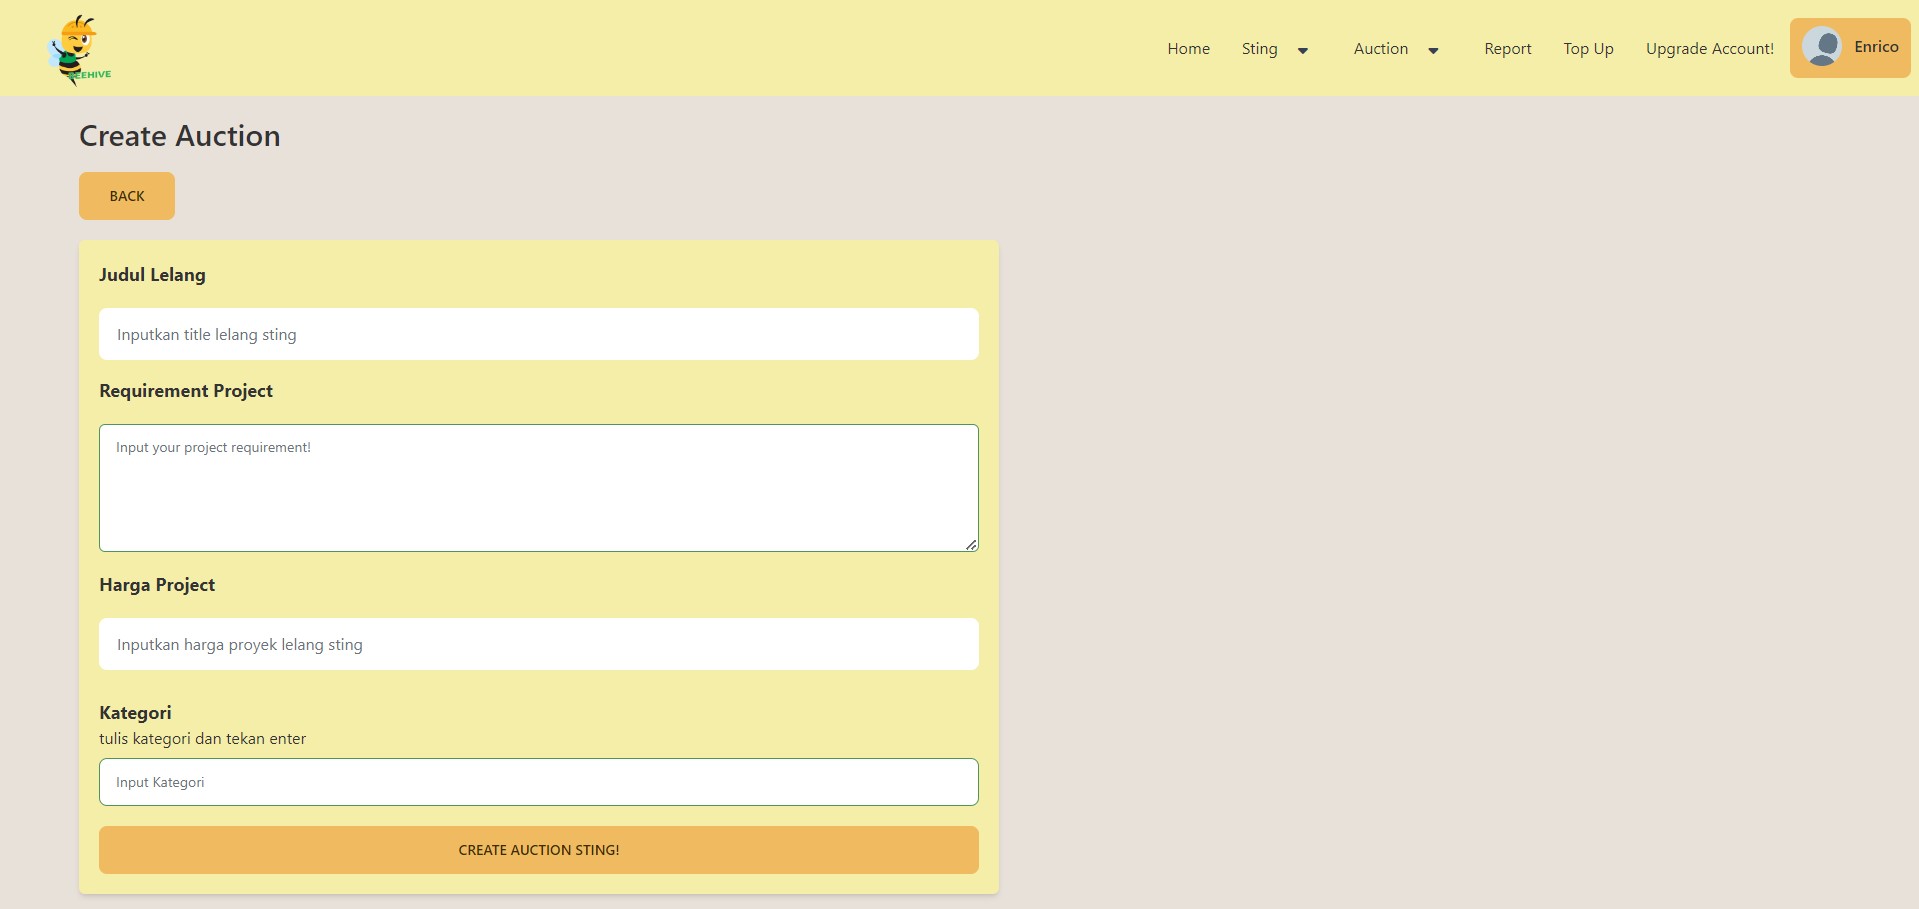 BEEHIVE
Home Sting Auction Report Top Up Upgrade Account! Enrico
Create Auction
BACK
Judul Lelang
Inputkan title lelang sting
Requirement Project
Input your project requirement!
Harga Project
Inputkan harga proyek lelang sting
Kategori
tulis kategori dan tekan enter
Input Kategori
CREATE AUCTION STING!